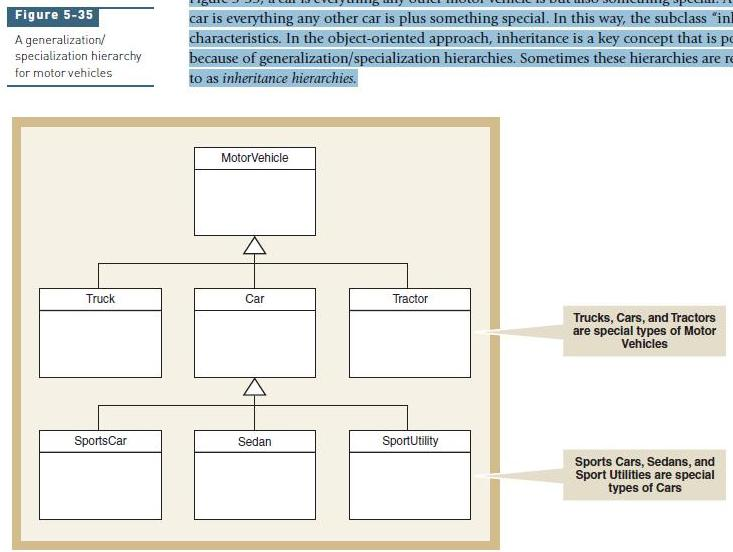 Figure 5-35
A generalization/
specialization hierarchy
for motor vehicles
car is everything any other car is plus something special. In this way, the subclass "inl
characteristics. In the object-oriented approach, inheritance is a key concept that is po
because of generalization/specialization hierarchies. Sometimes these hierarchies are re
to as inheritance hierarchies.
MotorVehicle
Truck
Car
Tractor
Trucks, Cars, and Tractors
are special types of Motor
Vehicles
SportsCar
Sedan
SportUtility
Sports Cars, Sedans, and
Sport Utilities are special
types of Cars